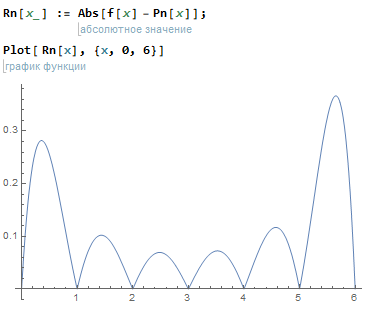 Rn[x_] := Abs[f[x] - Pn[x]];
абсолютное значение
Plot[Rn[x], {x, 0, 6}]
график функции
0.3
0.2
0.1
1 2 3 4 5 6